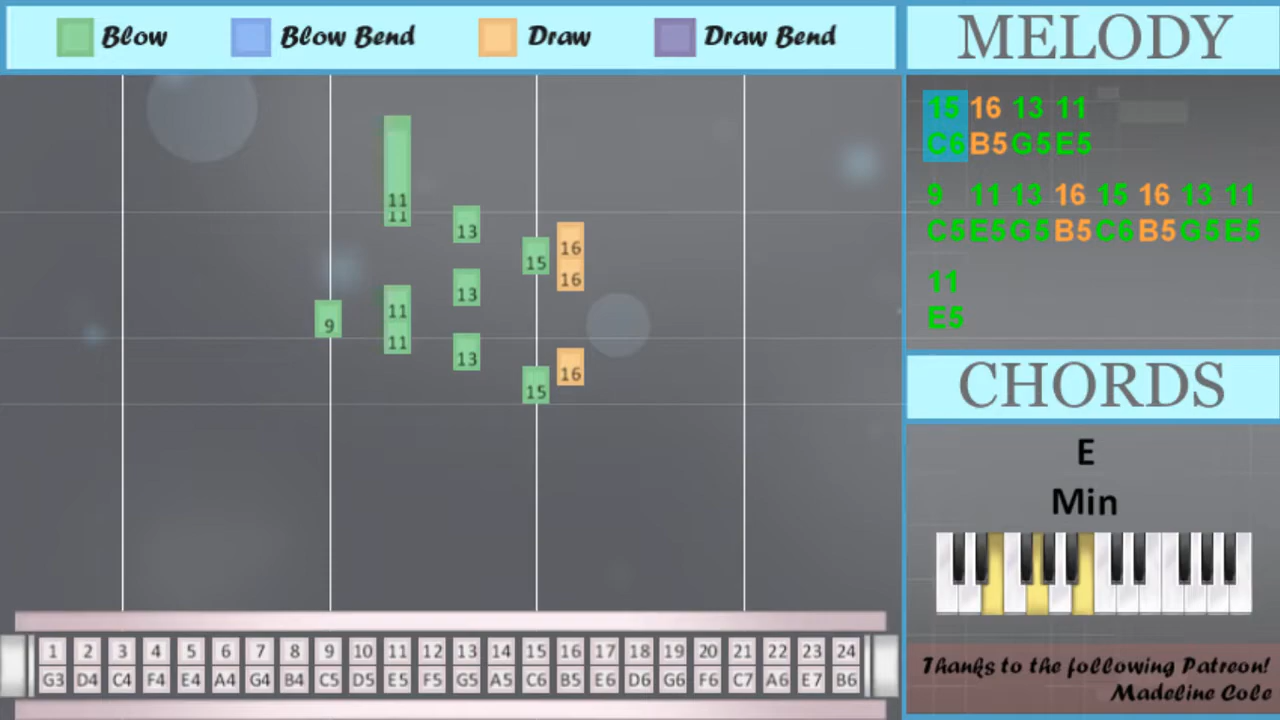 Blow Blow Bend Draw Draw Bend
MELODY
15 16 13 11
C6 B5 G5 E5
9 11 13 16 15 16 13 11
C5 E5 G5 B5 C6 B5 G5 E5
11
E5
11
11
13
16
15
16
13
11
9
11
13
16
15
CHORDS
E
Min
1 2 3 4 5 6 7 8 9 10 11 12 13 14 15 16 17 18 19 20 21 22 23 24
G3 D4 C4 F4 E4 A4 G4 B4 C5 D5 E5 F5 G5 A5 C6 B5 E6 D6 G6 F6 C7 A6 E7 B6
Thanks to the following Patreon!
Madeline Cole